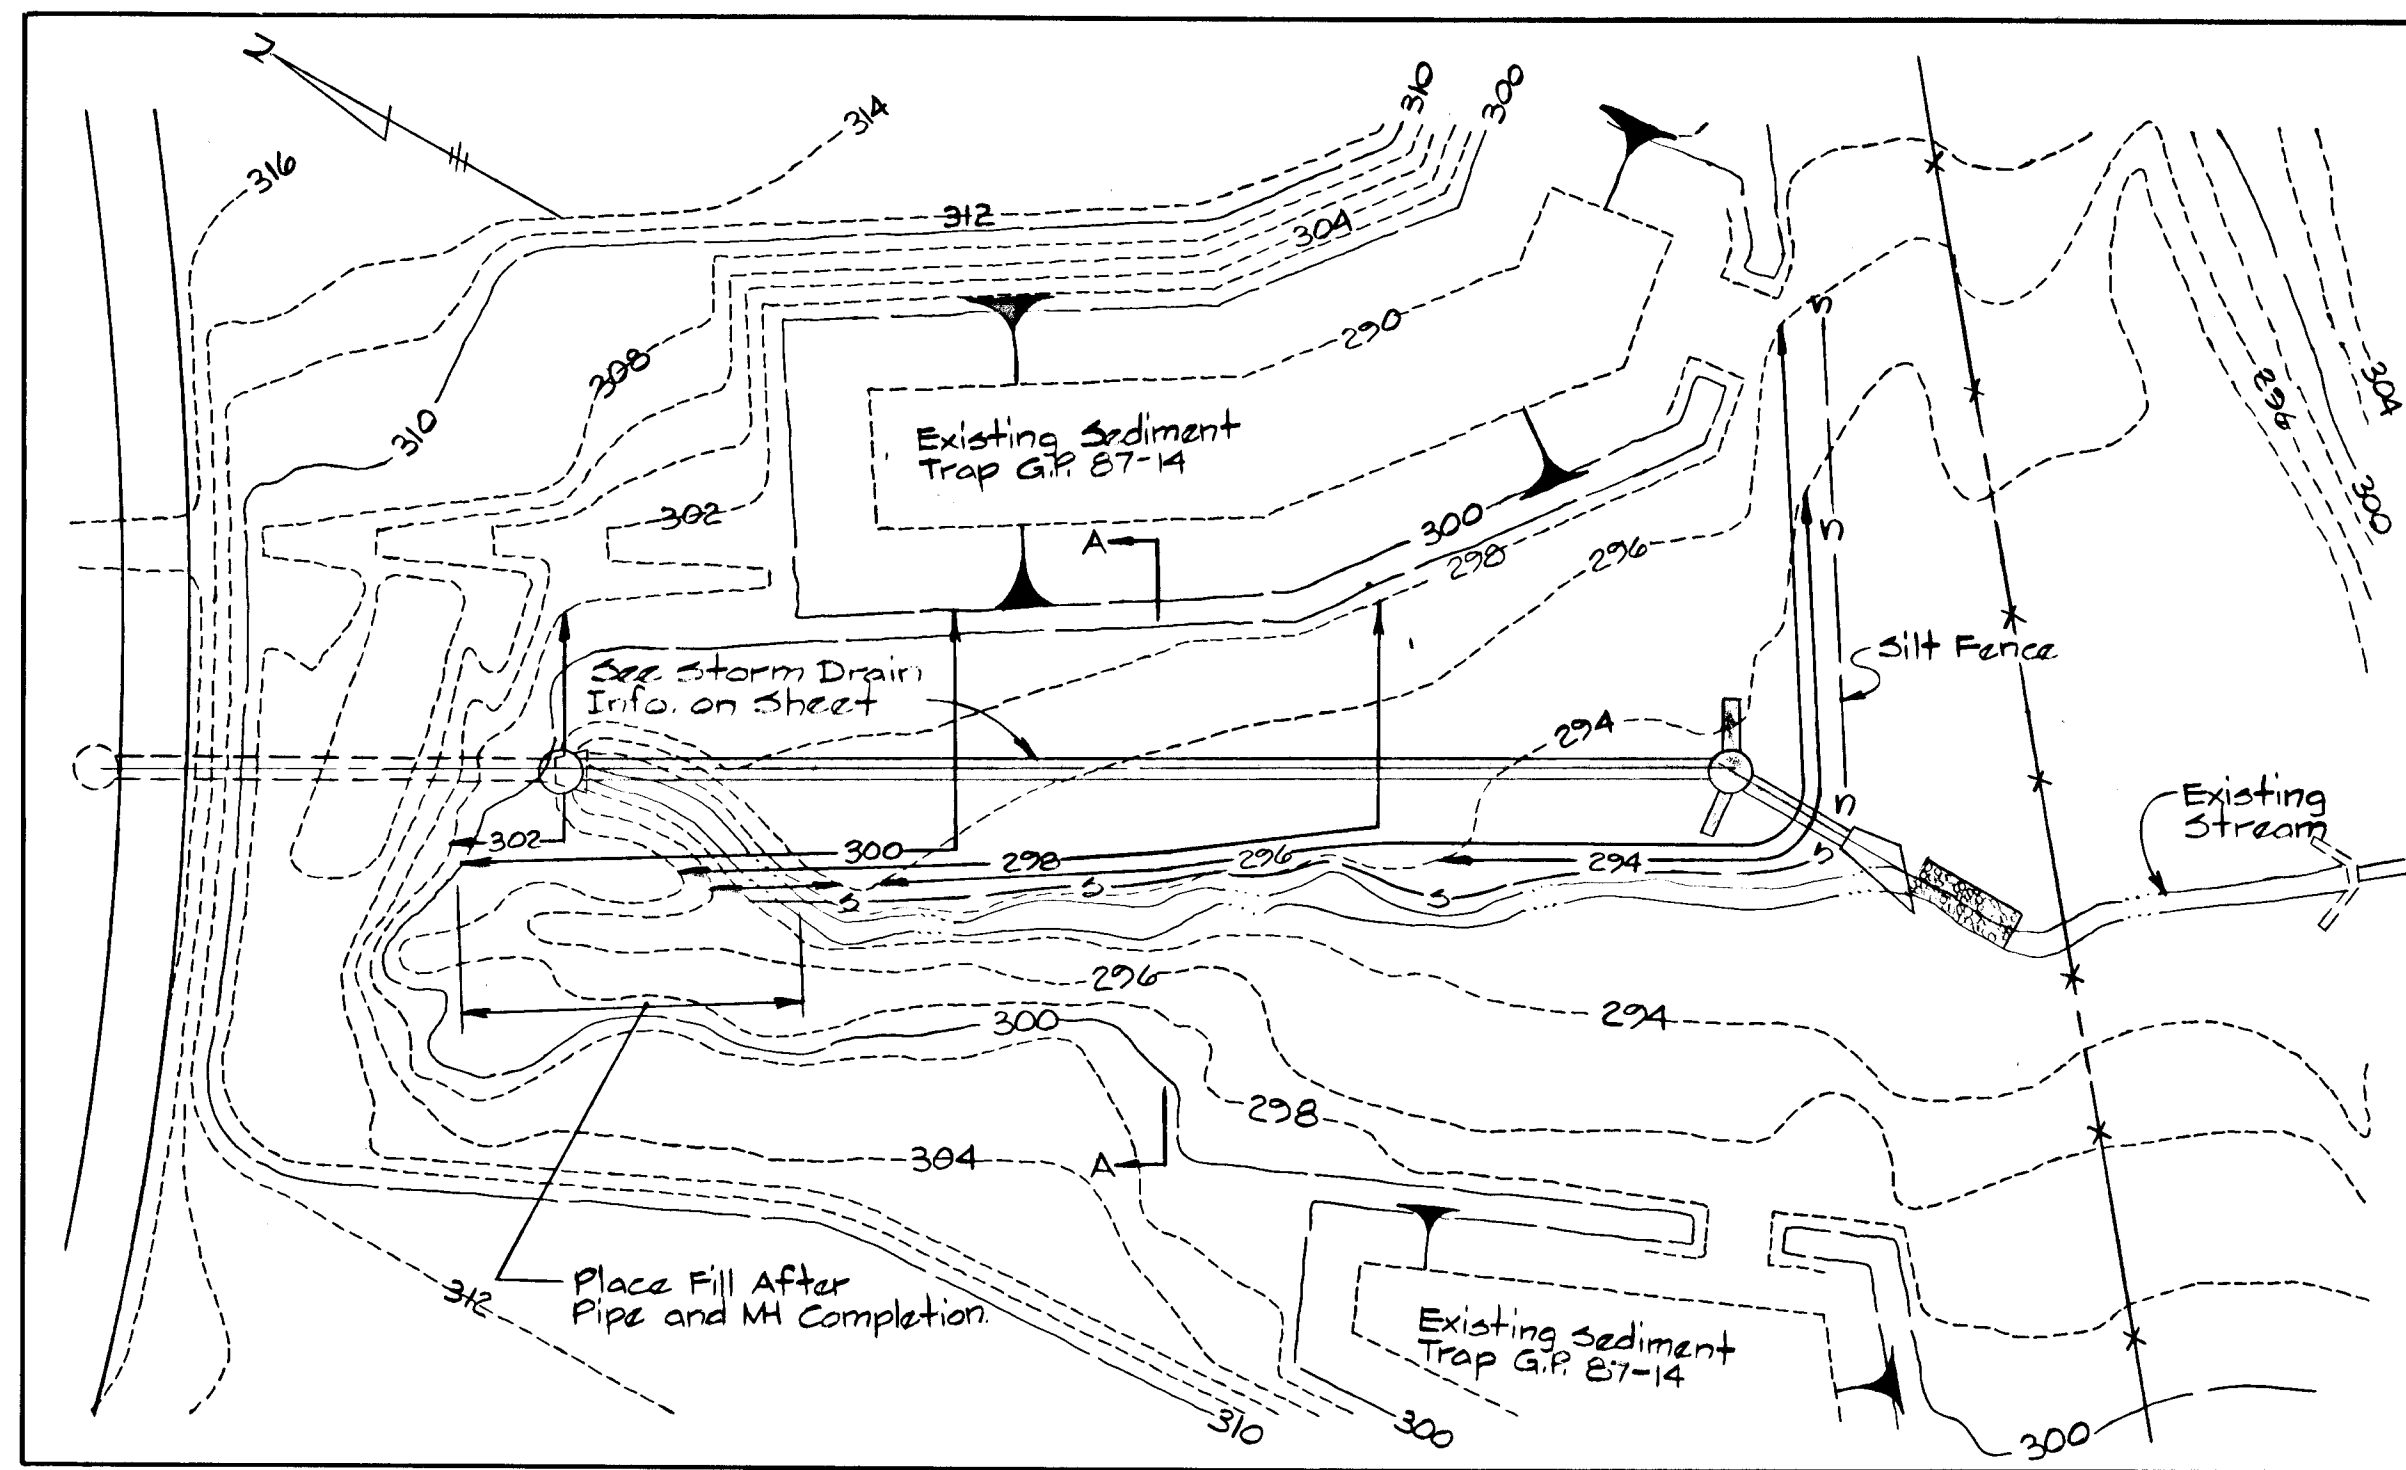 N
316
314
310
300
312
304
308
290
310
Existing Sediment
Trap G.P. 87-14
302
A
300
298
296
304
296
300
S
S
Silt Fence
See Storm Drain
Info. on Sheet
294
Existing
Stream
S
S
302
300
298
296
294
S
S
S
296
294
300
298
304
A
Place Fill After
Pipe and MH Completion.
312
Existing Sediment
Trap G.P. 87-14
310
300
300